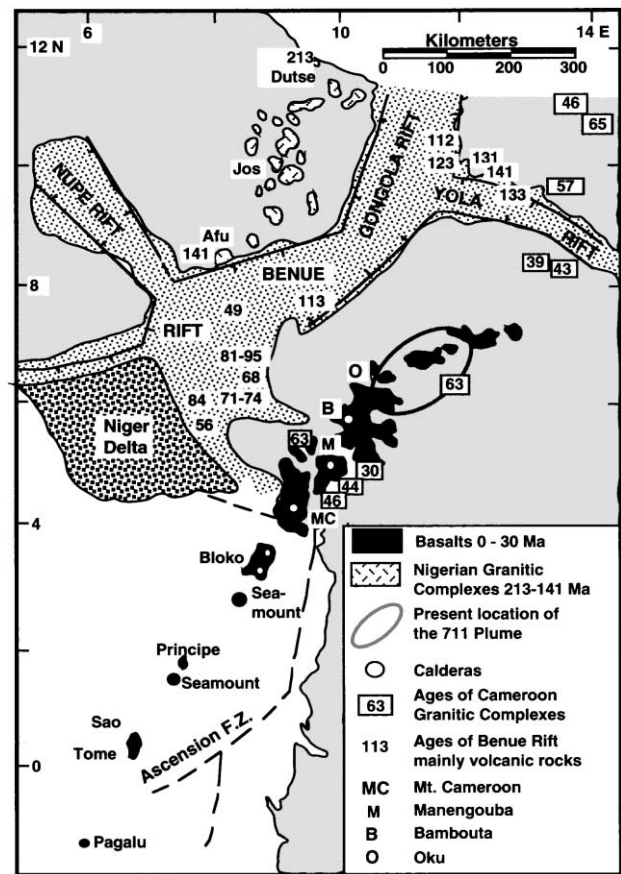 6
10
14 E
12 N
Kilometers
0 100 200 300
213
Dutse
46
65
NUPE RIFT
Jos
GONGOLA RIFT
112
123
131
141
133
57
YOLA
RIFT
Afu
141
BENUE
39
43
8
49
113
RIFT
81-95
68
O
63
84
71-74
B
56
Niger
Delta
63
M
30
44
46
4
MC
Bloko
Sea-
mount
Principe
Seamount
Sao
Tome
Ascension F.Z.
0
Pagalu
Basalts 0 - 30 Ma
Nigerian Granitic
Complexes 213-141 Ma
Present location of
the 711 Plume
Calderas
63 Ages of Cameroon
Granitic Complexes
113 Ages of Benue Rift
mainly volcanic rocks
MC Mt. Cameroon
M Manengouba
B Bambouta
O Oku